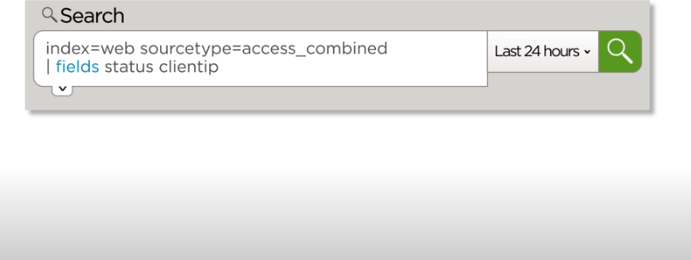 Search
index=web sourcetype=access_combined
| fields status clientip
Last 24 hours